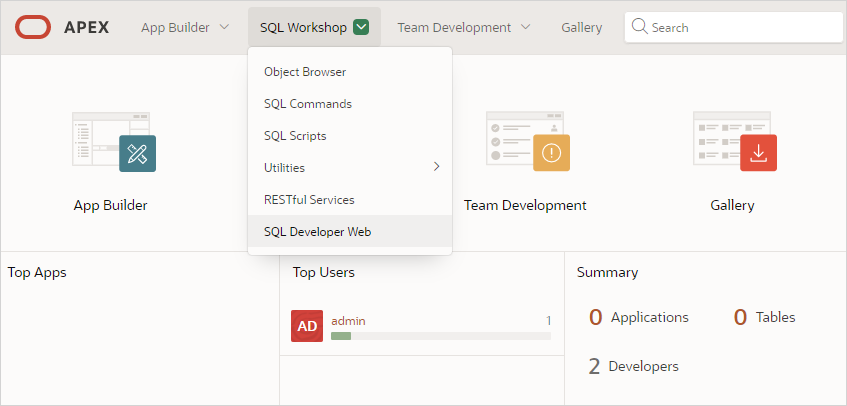 APEX App Builder SQL Workshop Team Development Gallery Search
Object Browser
SQL Commands
SQL Scripts
Utilities
RESTful Services
SQL Developer Web
App Builder Team Development Gallery
Top Apps Top Users Summary
AD admin 1
0 Applications 0 Tables
2 Developers